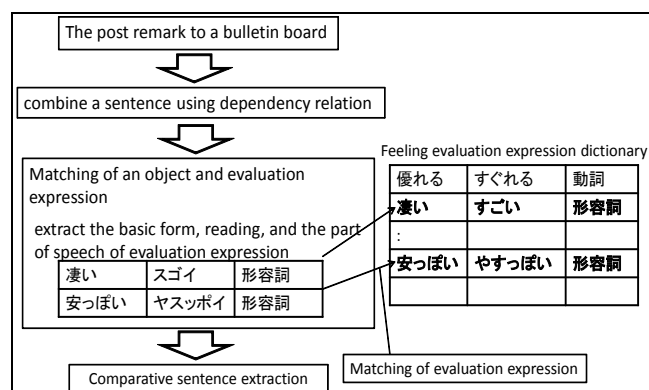 The post remark to a bulletin board
combine a sentence using dependency relation
Matching of an object and evaluation
expression
extract the basic form, reading, and the part
of speech of evaluation expression
凄い スゴイ 形容詞
安っぽい ヤスッポイ 形容詞
Comparative sentence extraction
Feeling evaluation expression dictionary
優れる すぐれる 動詞
凄い すごい 形容詞
:
安っぽい やすっぽい 形容詞
Matching of evaluation expression